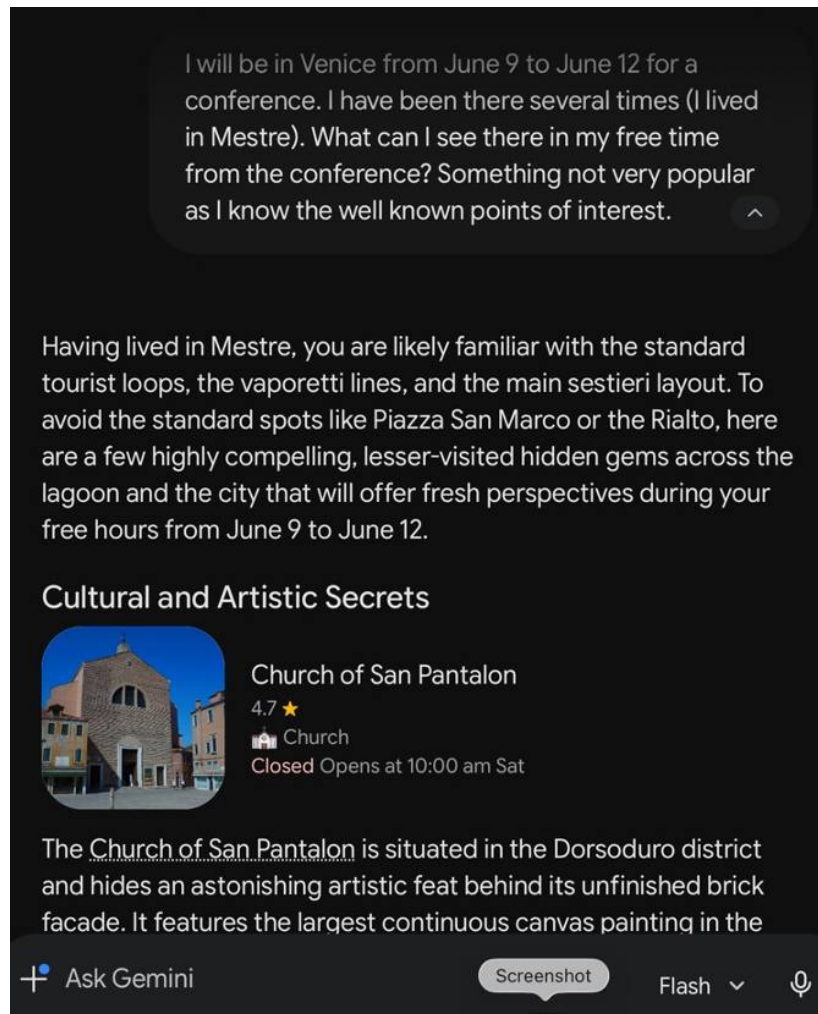 I will be in Venice from June 9 to June 12 for a
conference. I have been there several times (I lived
in Mestre). What can I see there in my free time
from the conference? Something not very popular
as I know the well known points of interest.
Having lived in Mestre, you are likely familiar with the standard
tourist loops, the vaporetti lines, and the main sestieri layout. To
avoid the standard spots like Piazza San Marco or the Rialto, here
are a few highly compelling, lesser-visited hidden gems across the
lagoon and the city that will offer fresh perspectives during your
free hours from June 9 to June 12.
Cultural and Artistic Secrets
Church of San Pantalon
4.7 ★
Church
Closed Opens at 10:00 am Sat
The Church of San Pantalon is situated in the Dorsoduro district
and hides an astonishing artistic feat behind its unfinished brick
facade. It features the largest continuous canvas painting in the
Ask Gemini
Screenshot
Flash